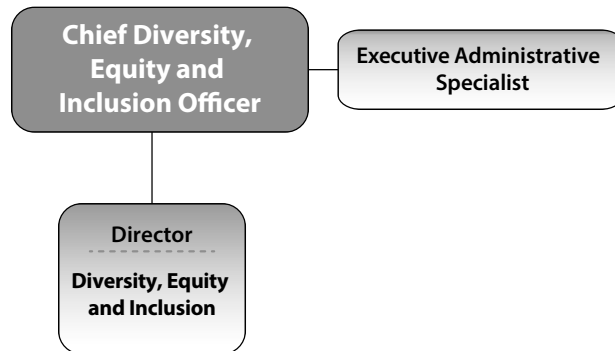 Chief Diversity,
Equity and
Inclusion Officer
Executive Administrative
Specialist
Director
Diversity, Equity
and Inclusion